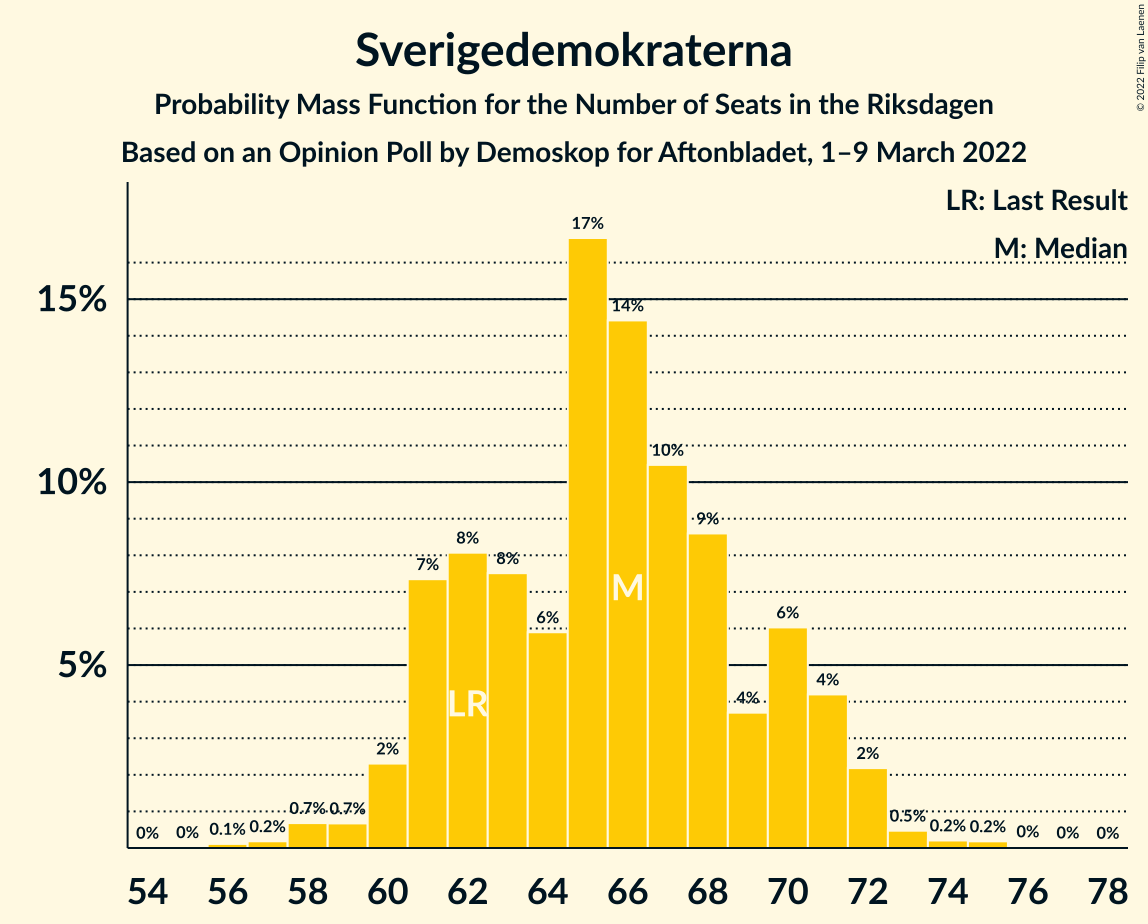 Sverigedemokraterna
Probability Mass Function for the Number of Seats in the Riksdagen
Based on an Opinion Poll by Demoskop for Aftonbladet, 1–9 March 2022
© 2022 Filip van Laenen
LR: Last Result
M: Median
15%
10%
5%
0% 0% 0.1% 0.2% 0.7% 0.7% 2% 7% 8% 8% 6% 17% 14% 10% 9% 4% 6% 4% 2% 0.5% 0.2% 0.2% 0% 0% 0%
LR
M
54 56 58 60 62 64 66 68 70 72 74 76 78